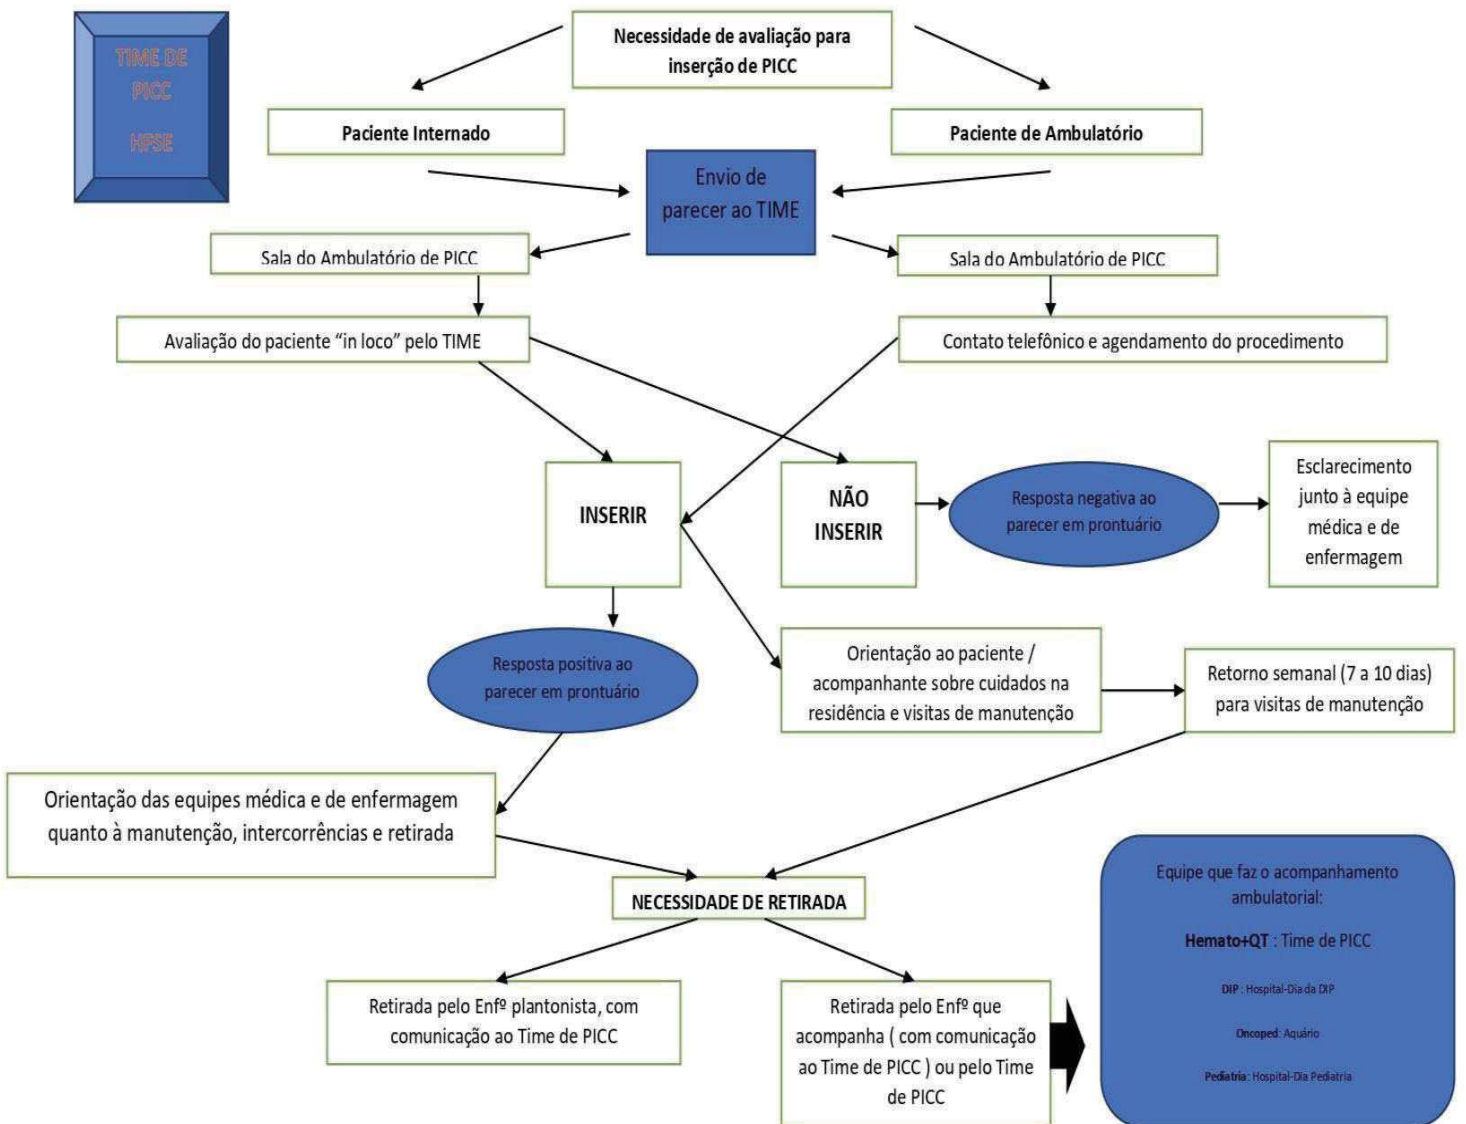 TIME DE
PICC
HFSE
Necessidade de avaliação para
inserção de PICC
Paciente Internado
Paciente de Ambulatório
Envio de
parecer ao TIME
Sala do Ambulatório de PICC
Sala do Ambulatório de PICC
Avaliação do paciente “in loco” pelo TIME
Contato telefônico e agendamento do procedimento
INSERIR
NÃO
INSERIR
Resposta negativa ao
parecer em prontuário
Esclarecimento
junto à equipe
médica e de
enfermagem
Resposta positiva ao
parecer em prontuário
Orientação ao paciente /
acompanhante sobre cuidados na
residência e visitas de manutenção
Retorno semanal (7 a 10 dias)
para visitas de manutenção
Orientação das equipes médica e de enfermagem
quanto à manutenção, intercorrências e retirada
NECESSIDADE DE RETIRADA
Retirada pelo Enfº plantonista, com
comunicação ao Time de PICC
Retirada pelo Enfº que
acompanha ( com comunicação
ao Time de PICC ) ou pelo Time
de PICC
Equipe que faz o acompanhamento
ambulatorial:
Hemato+QT : Time de PICC
DIP : Hospital-Dia da DIP
Oncoped: Aquário
Pediatria: Hospital-Dia Pediatria